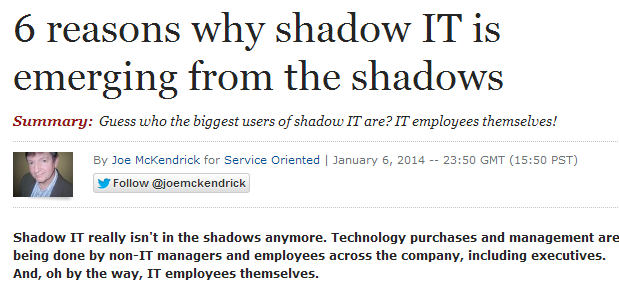 6 reasons why shadow IT is
emerging from the shadows
Summary: Guess who the biggest users of shadow IT are? IT employees themselves!
By Joe McKendrick for Service Oriented | January 6, 2014 -- 23:50 GMT (15:50 PST)
Follow @joemckendrick
Shadow IT really isn't in the shadows anymore. Technology purchases and management are
being done by non-IT managers and employees across the company, including executives.
And, oh by the way, IT employees themselves.